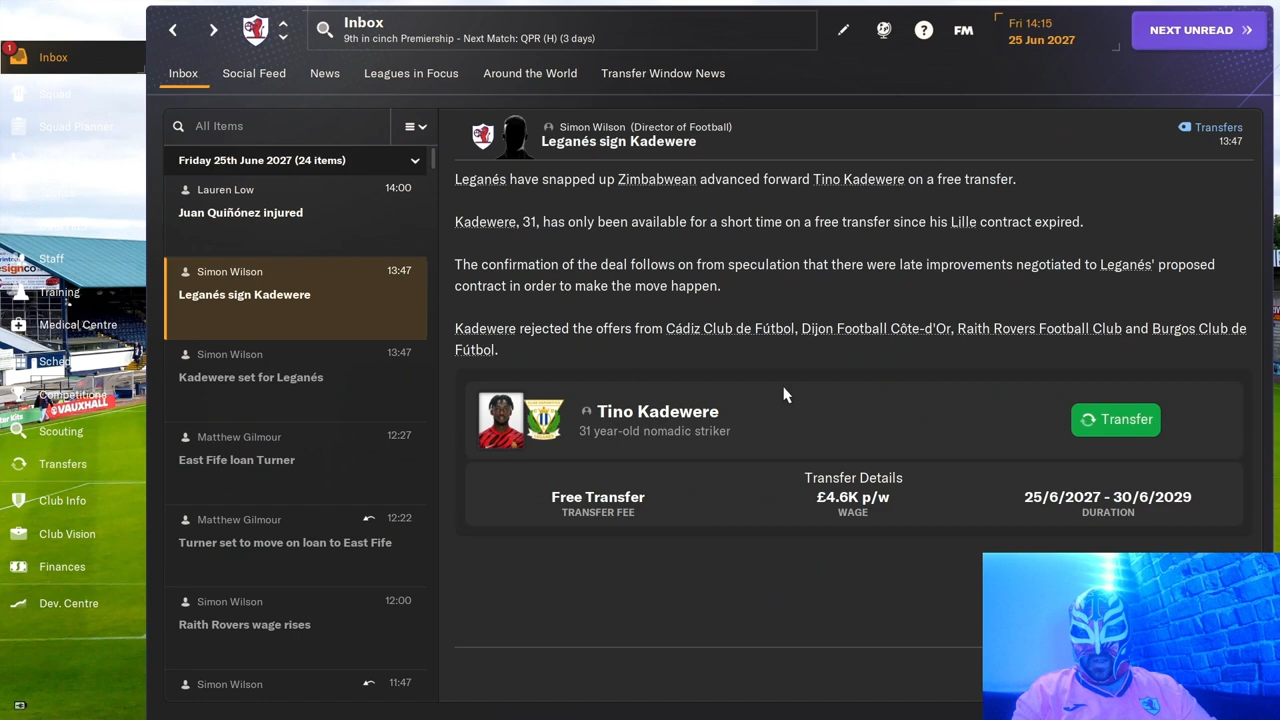 Inbox
9th in cinch Premiership - Next Match: QPR (H) (3 days)
FM
Fri 14:15
25 Jun 2027
NEXT UNREAD
1
Inbox
Squad
Squad Planner
Staff
Training
Medical Centre
Sched
Competitions
Scouting
Transfers
Club Info
Club Vision
Finances
Dev. Centre
VAUXHALL
Inbox
Social Feed
News
Leagues in Focus
Around the World
Transfer Window News
All Items
Friday 25th June 2027 (24 items)
Lauren Low
14:00
Juan Quiñónez injured
Simon Wilson
13:47
Leganés sign Kadewere
Simon Wilson
13:47
Kadewere set for Leganés
Matthew Gilmour
12:27
East Fife loan Turner
Matthew Gilmour
12:22
Turner set to move on loan to East Fife
Simon Wilson
12:00
Raith Rovers wage rises
Simon Wilson
11:47
Simon Wilson (Director of Football)
Leganés sign Kadewere
Transfers
13:47
Leganés have snapped up Zimbabwean advanced forward Tino Kadewere on a free transfer.
Kadewere, 31, has only been available for a short time on a free transfer since his Lille contract expired.
The confirmation of the deal follows on from speculation that there were late improvements negotiated to Leganés' proposed
contract in order to make the move happen.
Kadewere rejected the offers from Cádiz Club de Fútbol, Dijon Football Côte-d'Or, Raith Rovers Football Club and Burgos Club de
Fútbol.
Tino Kadewere
31 year-old nomadic striker
Transfer
Transfer Details
Free Transfer
TRANSFER FEE
£4.6K p/w
WAGE
25/6/2027 - 30/6/2029
DURATION